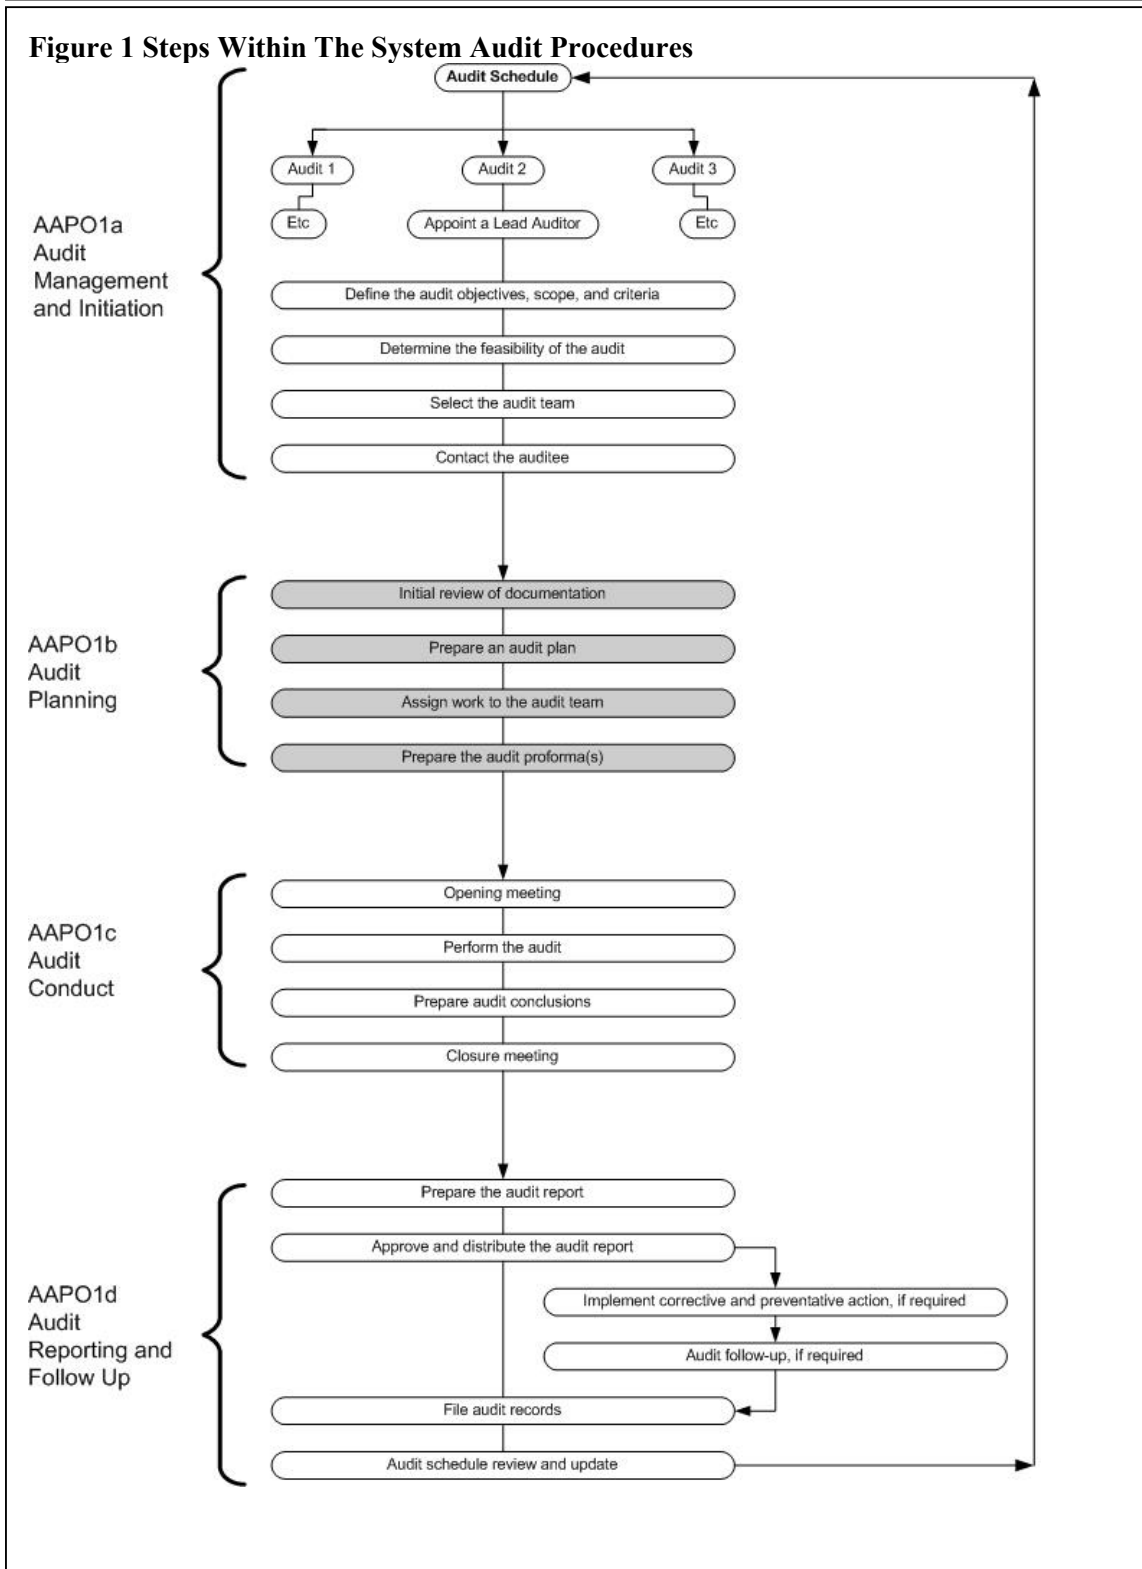 Figure 1 Steps Within The System Audit Procedures
Audit Schedule
Audit 1
Audit 2
Audit 3
Etc
Appoint a Lead Auditor
Etc
AAPO1a
Audit
Management
and Initiation
Define the audit objectives, scope, and criteria
Determine the feasibility of the audit
Select the audit team
Contact the auditee
AAPO1b
Audit
Planning
Initial review of documentation
Prepare an audit plan
Assign work to the audit team
Prepare the audit proforma(s)
AAPO1c
Audit
Conduct
Opening meeting
Perform the audit
Prepare audit conclusions
Closure meeting
AAPO1d
Audit
Reporting and
Follow Up
Prepare the audit report
Approve and distribute the audit report
Implement corrective and preventative action, if required
Audit follow-up, if required
File audit records
Audit schedule review and update